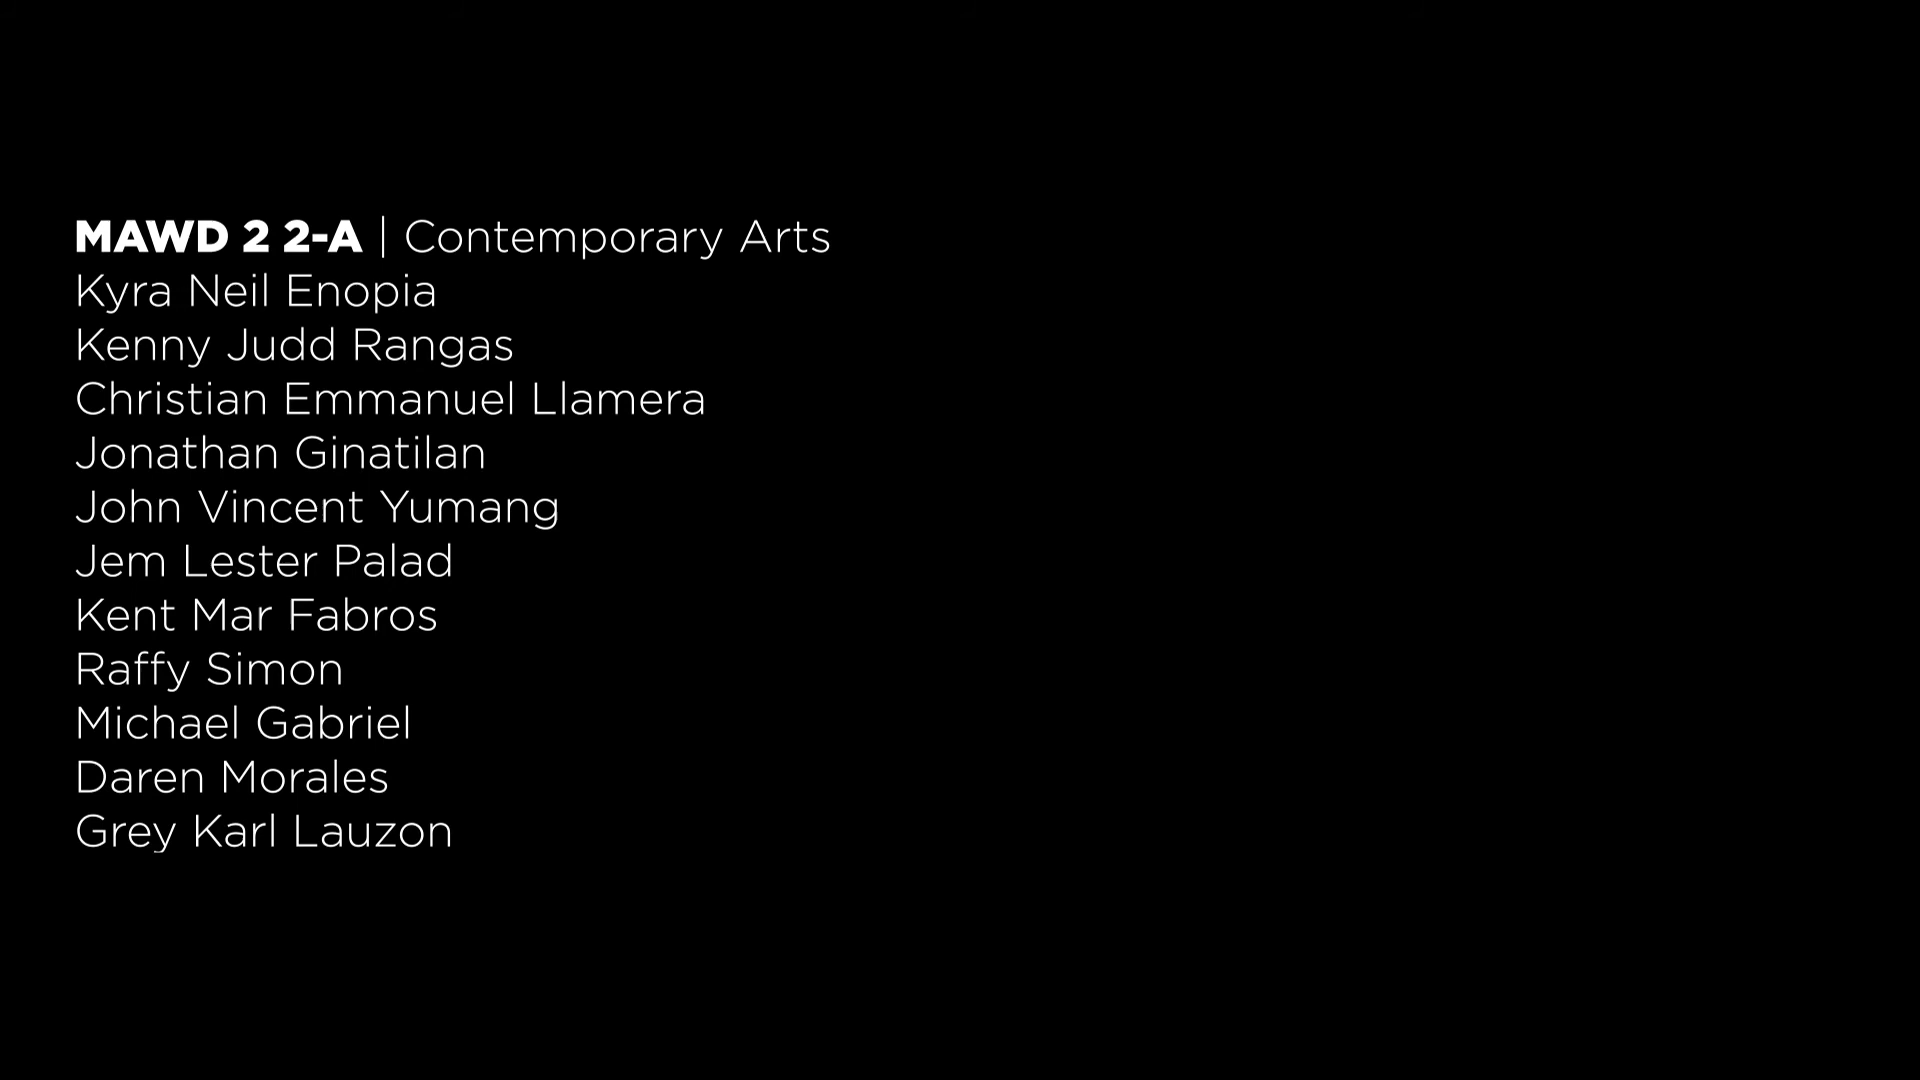 MAWD 2 2-A | Contemporary Arts
Kyra Neil Enopia
Kenny Judd Rangas
Christian Emmanuel Llamera
Jonathan Ginatilan
John Vincent Yumang
Jem Lester Palad
Kent Mar Fabros
Raffy Simon
Michael Gabriel
Daren Morales
Grey Karl Lauzon